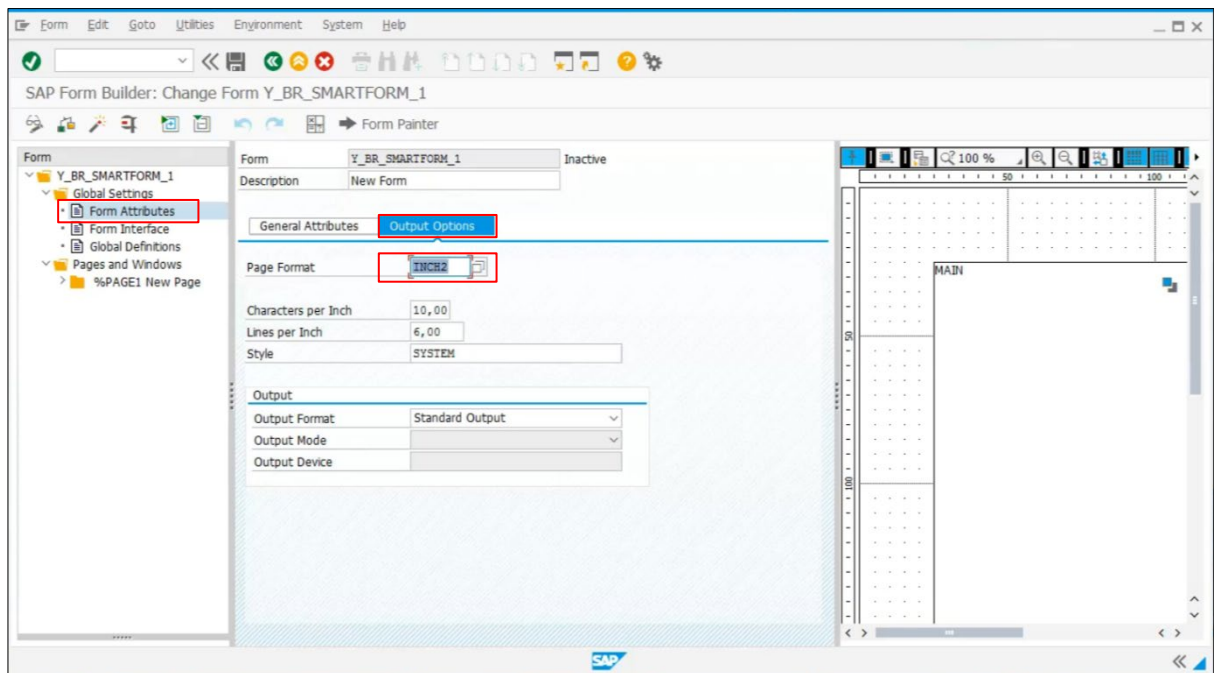 Form Edit Goto Utilities Environment System Help
SAP Form Builder: Change Form Y_BR_SMARTFORM_1
Form Painter
Form
Y_BR_SMARTFORM_1
Global Settings
Form Attributes
Form Interface
Global Definitions
Pages and Windows
%PAGE1 New Page
Form Y_BR_SMARTFORM_1 Inactive
Description New Form
General Attributes Output Options
Page Format INCH2
Characters per Inch 10,00
Lines per Inch 6,00
Style SYSTEM
Output
Output Format Standard Output
Output Mode
Output Device
100 %
50 100
MAIN
50
100
SAP